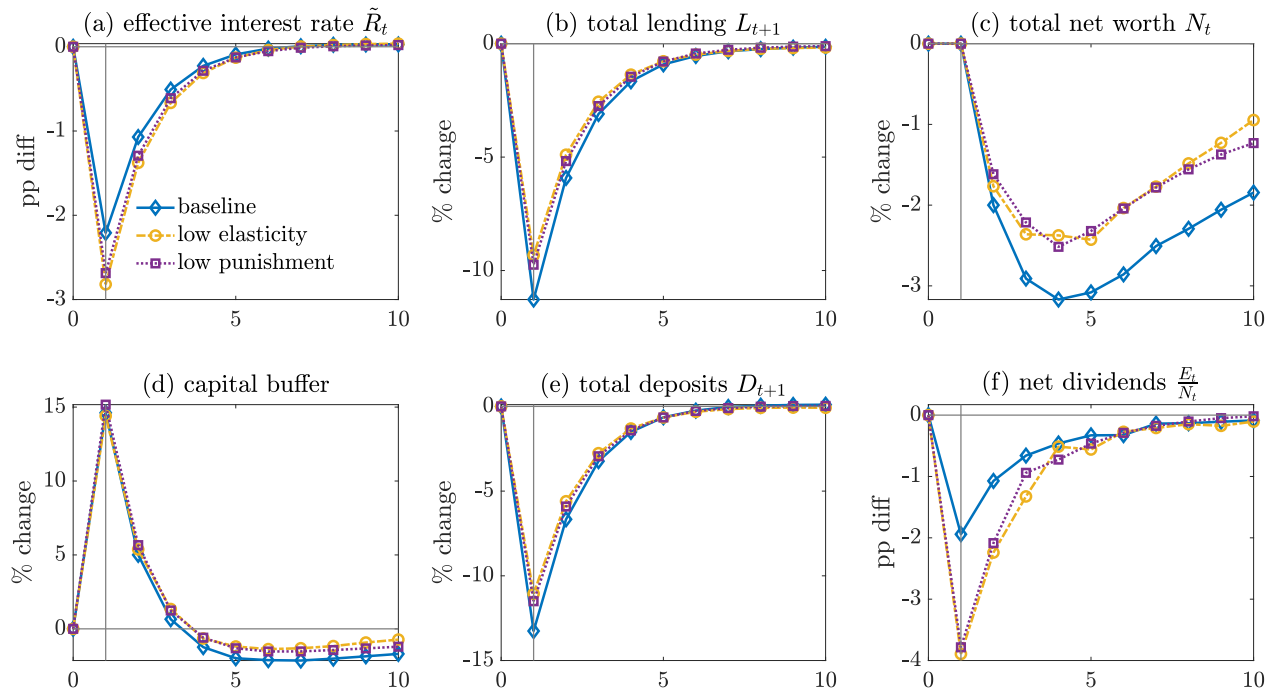 (a) effective interest rate R̃_t
(b) total lending L_{t+1}
(c) total net worth N_t
0
-1
-2
-3
pp diff
baseline
low elasticity
low punishment
0 5 10
0
-5
-10
% change
0 5 10
0
-1
-2
-3
% change
0 5 10
(d) capital buffer
(e) total deposits D_{t+1}
(f) net dividends E_t/N_t
15
10
5
0
% change
0 5 10
0
-5
-10
-15
% change
0 5 10
0
-1
-2
-3
-4
pp diff
0 5 10